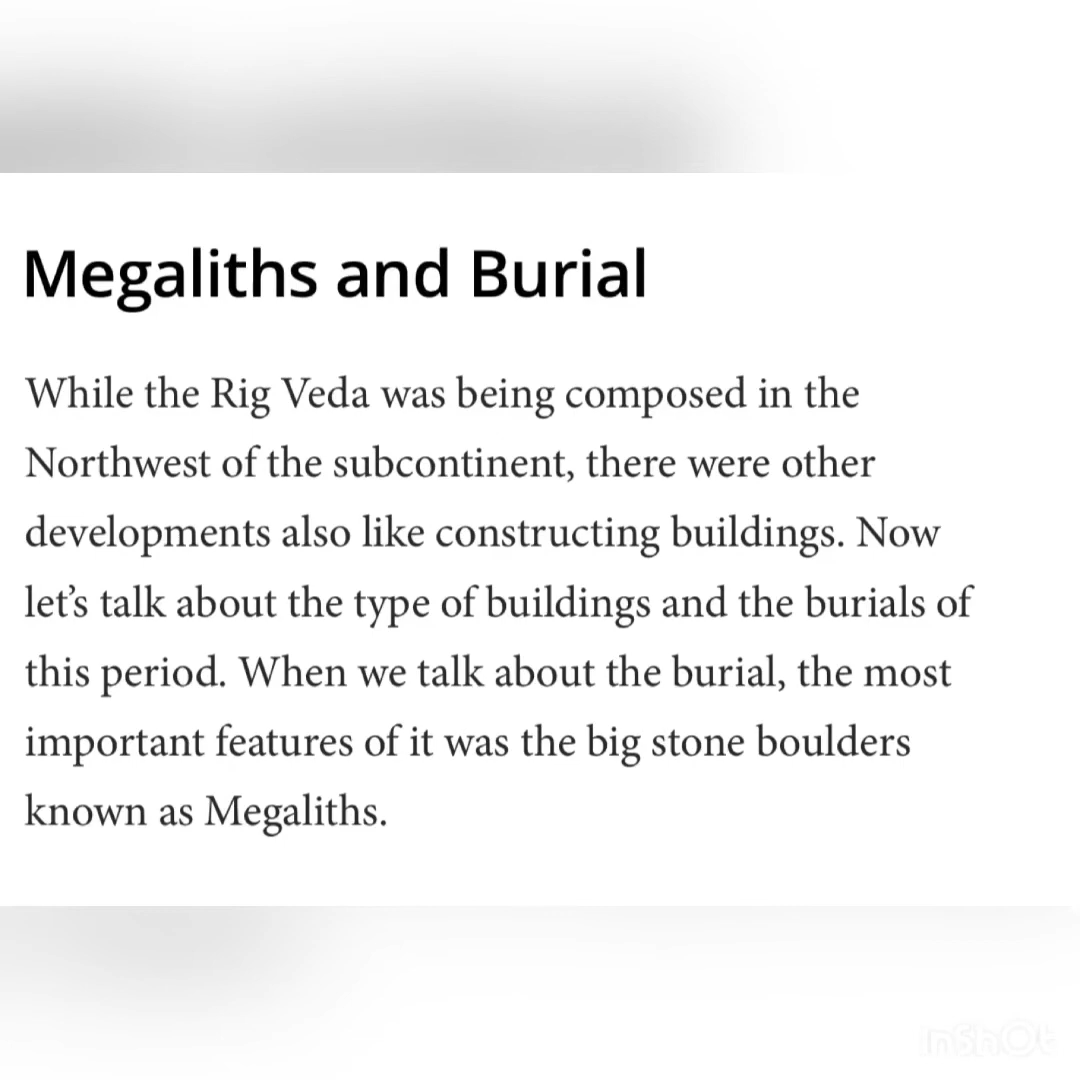 Megaliths and Burial
While the Rig Veda was being composed in the
Northwest of the subcontinent, there were other
developments also like constructing buildings. Now
let’s talk about the type of buildings and the burials of
this period. When we talk about the burial, the most
important features of it was the big stone boulders
known as Megaliths.
InShOt